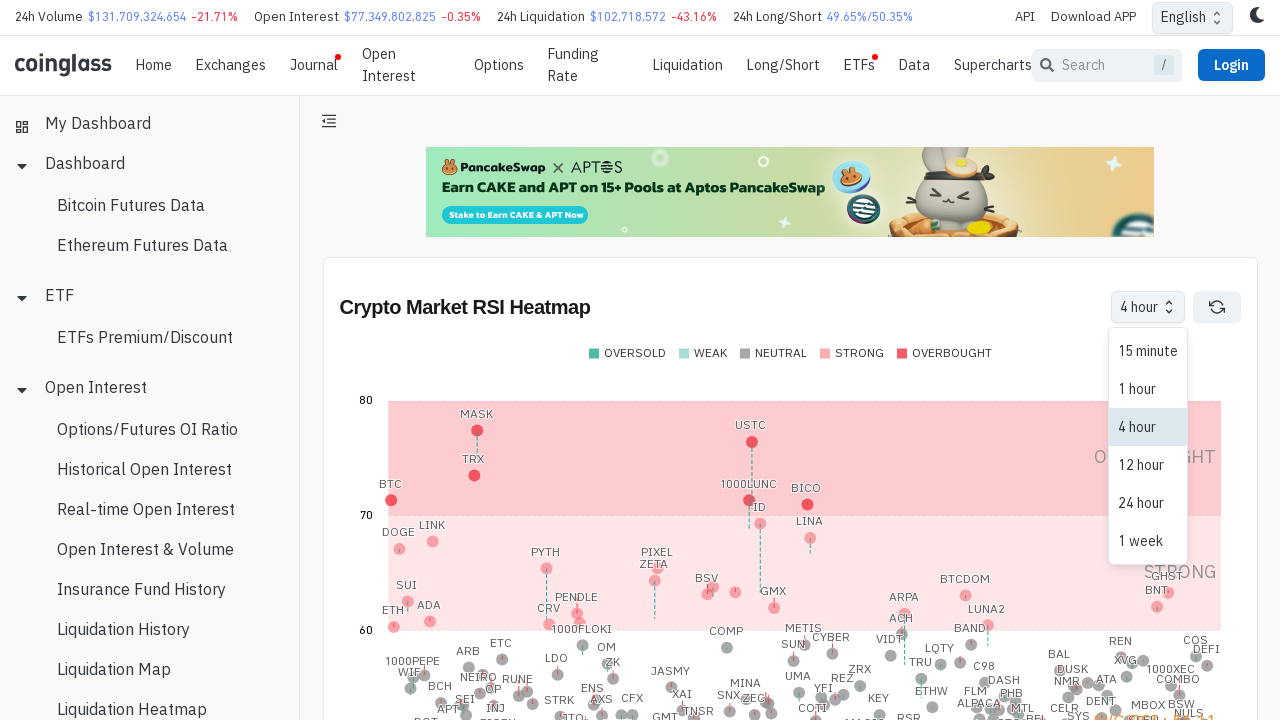 24h Volume $131,709,324,654 -21.71% Open Interest $77,349,802,825 -0.35% 24h Liquidation $102,718,572 -43.16% 24h Long/Short 49.65%/50.35% API Download APP English
coinglass Home Exchanges Journal Open Interest Options Funding Rate Liquidation Long/Short ETFs Data Supercharts Search / Login
My Dashboard
Dashboard
Bitcoin Futures Data
Ethereum Futures Data
ETF
ETFs Premium/Discount
Open Interest
Options/Futures OI Ratio
Historical Open Interest
Real-time Open Interest
Open Interest & Volume
Insurance Fund History
Liquidation History
Liquidation Map
Liquidation Heatmap
PancakeSwap × APTOS
Earn CAKE and APT on 15+ Pools at Aptos PancakeSwap
Stake to Earn CAKE & APT Now
Crypto Market RSI Heatmap
4 hour
15 minute
1 hour
4 hour
12 hour
24 hour
1 week
OVERSOLD WEAK NEUTRAL STRONG OVERBOUGHT
80
MASK
USTC
TRX
BTC 1000LUNC BICO
ID
70
LINA
DOGE LINK
STRONG
PYTH PIXEL
ZETA
GHST
BTCDOM
BSV
SUI
BNT
PENDLE GMX ARPA
ETH ADA CRV LUNA2
ACH
60
1000FLOKI COMP METIS BAND
CYBER
VIDT
ETC SUN REN COS
ARB OM LQTY DEFI
BAL
1000PEPE LDO ZK TRU C98 XVG
WIF JASMY ZRX DUSK 1000XEC
NEIRO RUNE UMA REZ DASH NMR ATA COMBO
BCH OP ENS MINA YFI ETHW FLM PHB
SEI STRK AXS CFX XAI SNX ZEC KEY ALPACA DENT
APT INJ TNSR COTI MTL CELR MBOX BSW
GMT RSR SYS NULS